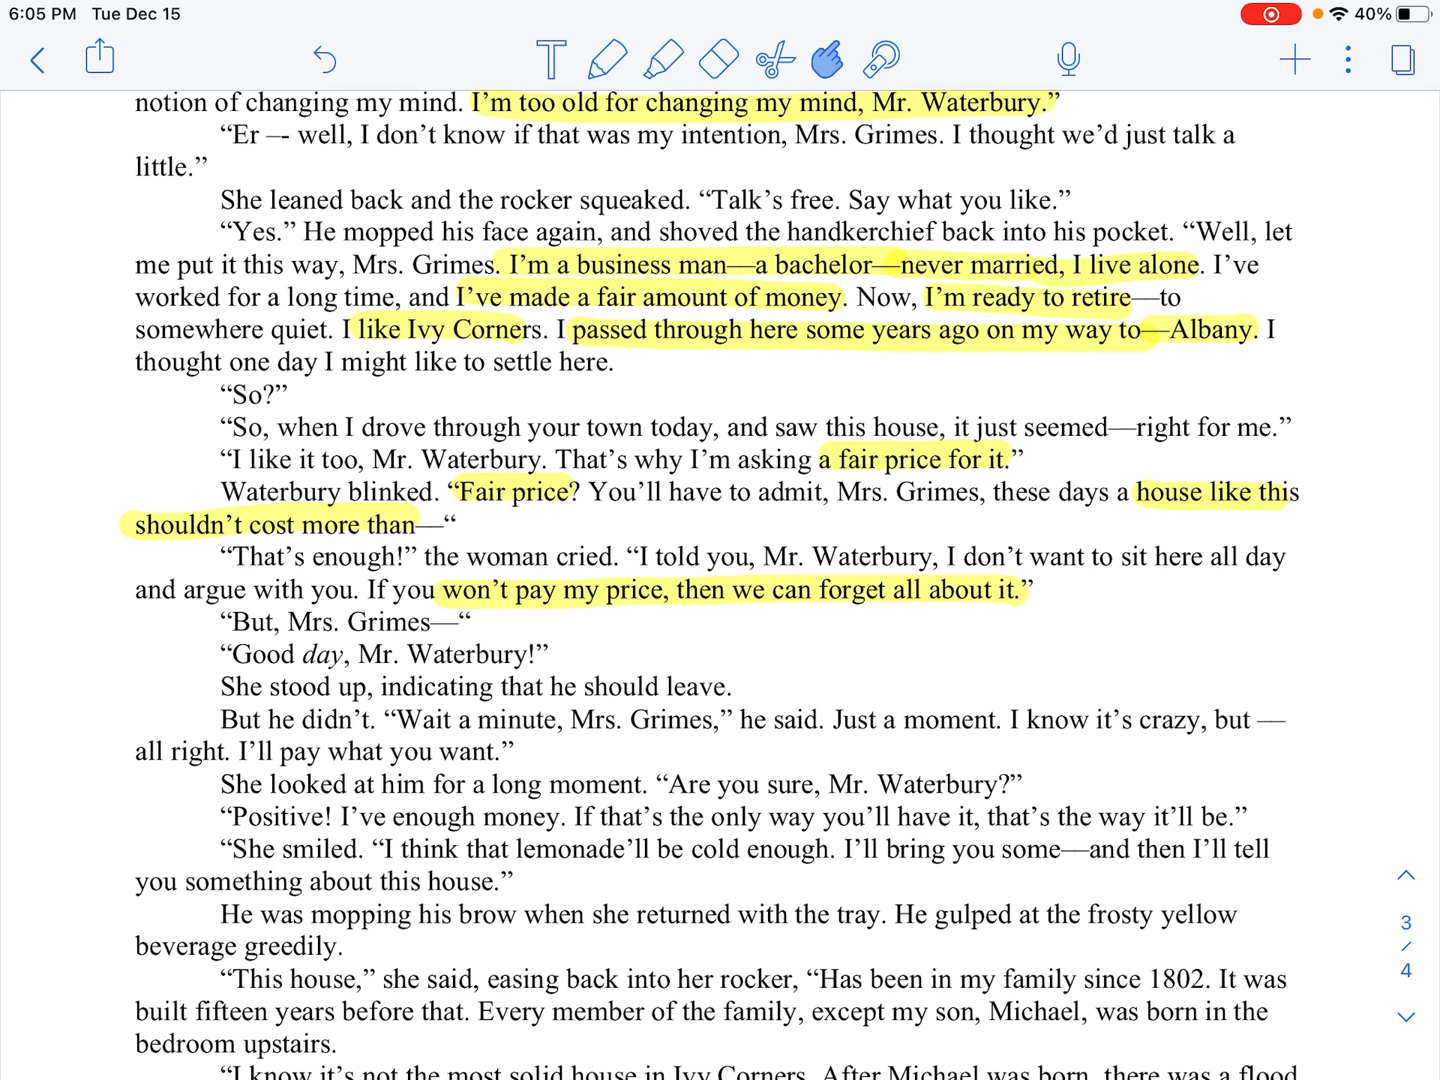 6:05 PM Tue Dec 15 40%
notion of changing my mind. I’m too old for changing my mind, Mr. Waterbury.”
“Er –- well, I don’t know if that was my intention, Mrs. Grimes. I thought we’d just talk a
little.”
She leaned back and the rocker squeaked. “Talk’s free. Say what you like.”
“Yes.” He mopped his face again, and shoved the handkerchief back into his pocket. “Well, let
me put it this way, Mrs. Grimes. I’m a business man—a bachelor—never married, I live alone. I’ve
worked for a long time, and I’ve made a fair amount of money. Now, I’m ready to retire—to
somewhere quiet. I like Ivy Corners. I passed through here some years ago on my way to—Albany. I
thought one day I might like to settle here.
“So?”
“So, when I drove through your town today, and saw this house, it just seemed—right for me.”
“I like it too, Mr. Waterbury. That’s why I’m asking a fair price for it.”
Waterbury blinked. “Fair price? You’ll have to admit, Mrs. Grimes, these days a house like this
shouldn’t cost more than—“
“That’s enough!” the woman cried. “I told you, Mr. Waterbury, I don’t want to sit here all day
and argue with you. If you won’t pay my price, then we can forget all about it.”
“But, Mrs. Grimes—“
“Good day, Mr. Waterbury!”
She stood up, indicating that he should leave.
But he didn’t. “Wait a minute, Mrs. Grimes,” he said. Just a moment. I know it’s crazy, but —
all right. I’ll pay what you want.”
She looked at him for a long moment. “Are you sure, Mr. Waterbury?”
“Positive! I’ve enough money. If that’s the only way you’ll have it, that’s the way it’ll be.”
“She smiled. “I think that lemonade’ll be cold enough. I’ll bring you some—and then I’ll tell
you something about this house.”
He was mopping his brow when she returned with the tray. He gulped at the frosty yellow
beverage greedily.
“This house,” she said, easing back into her rocker, “Has been in my family since 1802. It was
built fifteen years before that. Every member of the family, except my son, Michael, was born in the
bedroom upstairs.
“I know it’s not the most solid house in Ivy Corners. After Michael was born, there was a flood
3
/
4